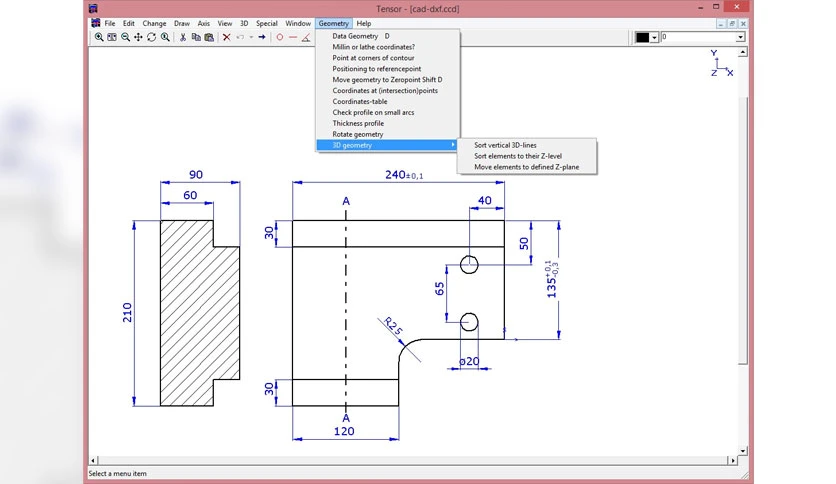 Tensor - [cad-dxf.ccd]
File Edit Change Draw Axis View 3D Special Window Geometry Help
0
Data Geometry D
Millin or lathe coordinates?
Point at corners of contour
Positioning to referencepoint
Move geometry to Zeropoint Shift D
Coordinates at (intersection)points
Coordinates-table
Check profile on small arcs
Thickness profile
Rotate geometry
3D geometry
Sort vertical 3D-lines
Sort elements to their Z-level
Move elements to defined Z-plane
Y
Z X
90
240±0,1
60
A
40
30
50
135+0,1-0,3
65
210
R25
ø20
30
A
120
Select a menu item